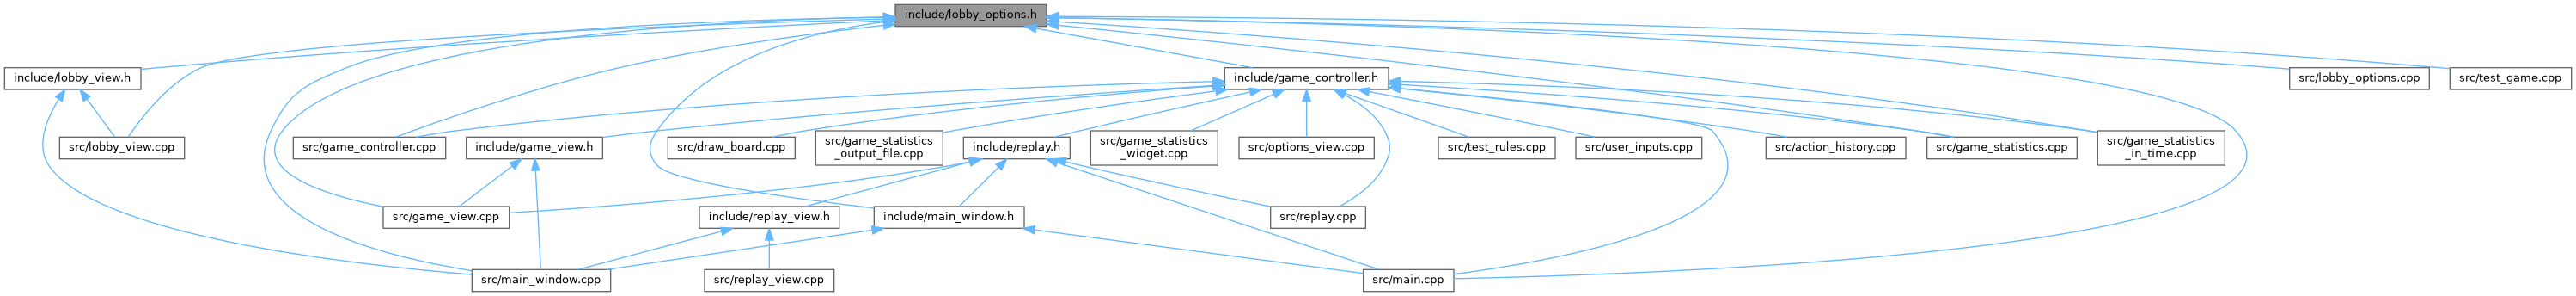 include/lobby_options.h
include/lobby_view.h
include/game_controller.h
src/lobby_options.cpp
src/test_game.cpp
src/lobby_view.cpp
src/game_controller.cpp
include/game_view.h
src/draw_board.cpp
src/game_statistics
_output_file.cpp
include/replay.h
src/game_statistics
_widget.cpp
src/options_view.cpp
src/test_rules.cpp
src/user_inputs.cpp
src/action_history.cpp
src/game_statistics.cpp
src/game_statistics
_in_time.cpp
src/game_view.cpp
include/replay_view.h
include/main_window.h
src/replay.cpp
src/main_window.cpp
src/replay_view.cpp
src/main.cpp